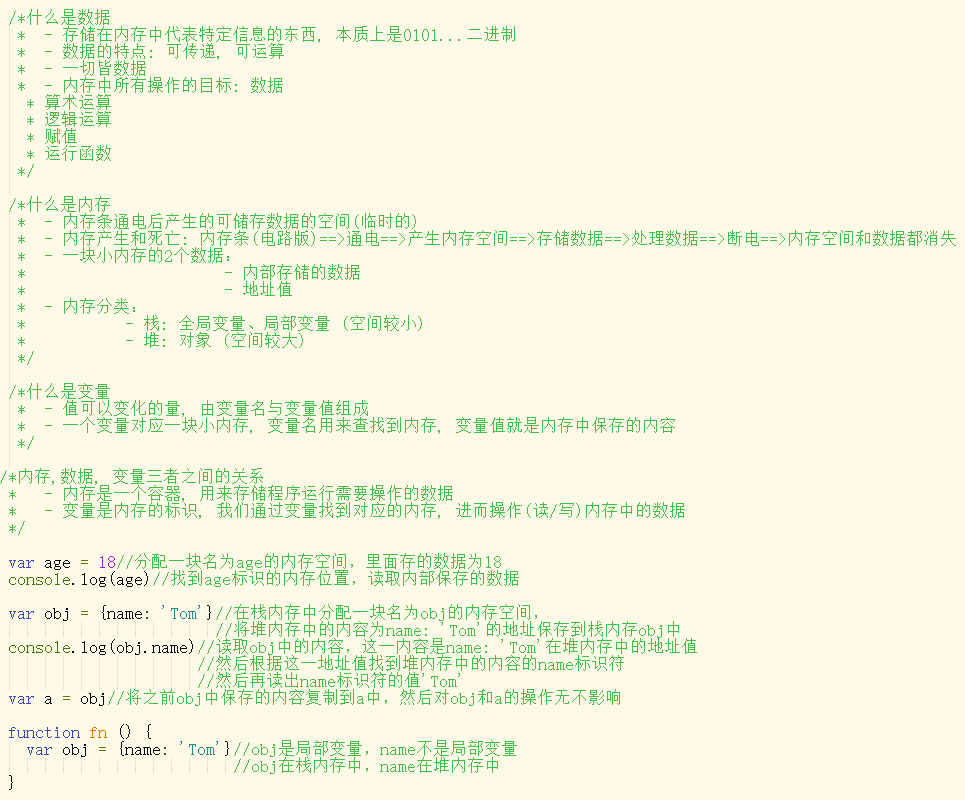 /*什么是数据
 *  - 存储在内存中代表特定信息的东西, 本质上是0101...二进制
 *  - 数据的特点: 可传递, 可运算
 *  - 一切皆数据
 *  - 内存中所有操作的目标: 数据
  * 算术运算
  * 逻辑运算
  * 赋值
  * 运行函数
 */
/*什么是内存
 *  - 内存条通电后产生的可储存数据的空间(临时的)
 *  - 内存产生和死亡: 内存条(电路版)==>通电==>产生内存空间==>存储数据==>处理数据==>断电==>内存空间和数据都消失
 *  - 一块小内存的2个数据:
 *                      - 内部存储的数据
 *                      - 地址值
 *  - 内存分类:
 *           - 栈: 全局变量、局部变量 (空间较小)
 *           - 堆: 对象 (空间较大)
 */
/*什么是变量
 *  - 值可以变化的量, 由变量名与变量值组成
 *  - 一个变量对应一块小内存, 变量名用来查找到内存, 变量值就是内存中保存的内容
 */
/*内存,数据, 变量三者之间的关系
 *   - 内存是一个容器, 用来存储程序运行需要操作的数据
 *   - 变量是内存的标识, 我们通过变量找到对应的内存, 进而操作(读/写)内存中的数据
 */
var age = 18//分配一块名为age的内存空间，里面存的数据为18
console.log(age)//找到age标识的内存位置，读取内部保存的数据
var obj = {name: 'Tom'}//在栈内存中分配一块名为obj的内存空间，
                       //将堆内存中的内容为name: 'Tom'的地址保存到栈内存obj中
console.log(obj.name)//读取obj中的内容，这一内容是name: 'Tom'在堆内存中的地址值
                     //然后根据这一地址值找到堆内存中的内容的name标识符
                     //然后再读出name标识符的值'Tom'
var a = obj//将之前obj中保存的内容复制到a中，然后对obj和a的操作无不影响
function fn () {
  var obj = {name: 'Tom'}//obj是局部变量，name不是局部变量
                         //obj在栈内存中，name在堆内存中
}